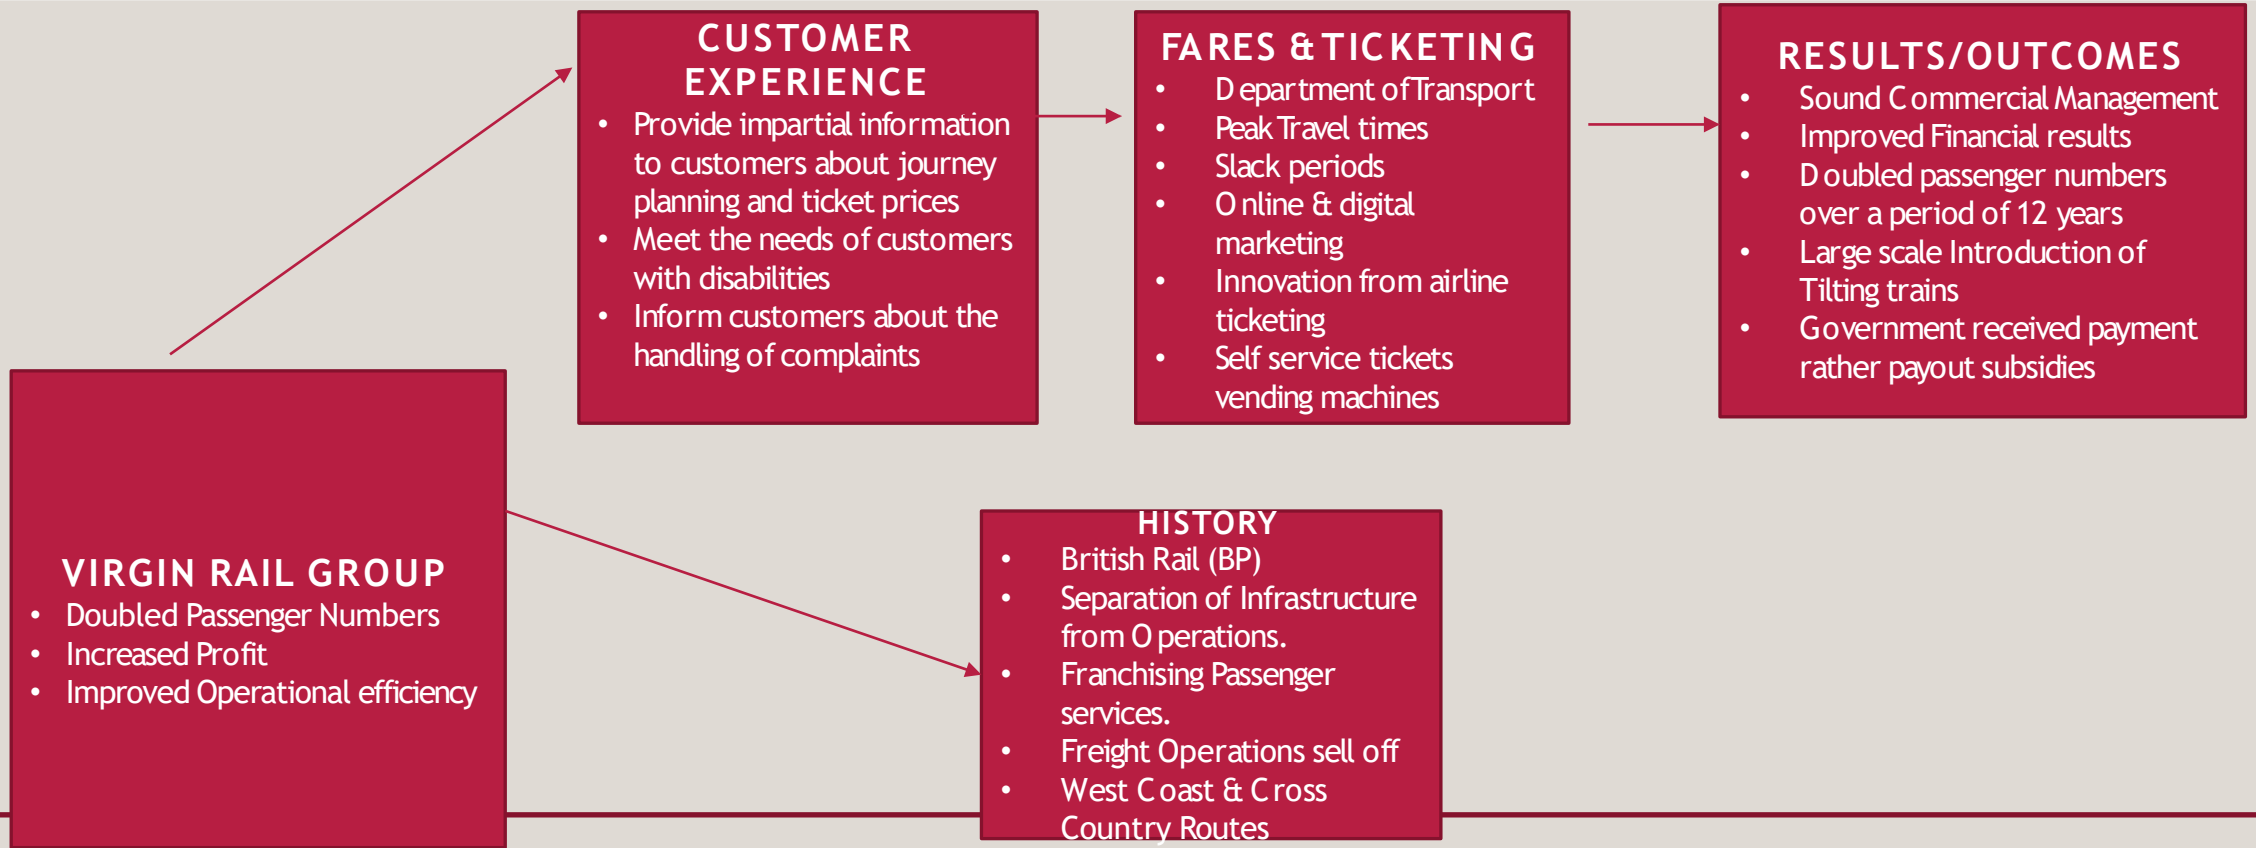 CUSTOMER
EXPERIENCE
• Provide impartial information
to customers about journey
planning and ticket prices
• Meet the needs of customers
with disabilities
• Inform customers about the
handling of complaints
FARES & TICKETING
• Department of Transport
• Peak Travel times
• Slack periods
• Online & digital
marketing
• Innovation from airline
ticketing
• Self service tickets
vending machines
RESULTS/OUTCOMES
• Sound Commercial Management
• Improved Financial results
• Doubled passenger numbers
over a period of 12 years
• Large scale Introduction of
Tilting trains
• Government received payment
rather payout subsidies
VIRGIN RAIL GROUP
• Doubled Passenger Numbers
• Increased Profit
• Improved Operational efficiency
HISTORY
• British Rail (BP)
• Separation of Infrastructure
from Operations.
• Franchising Passenger
services.
• Freight Operations sell off
• West Coast & Cross
Country Routes